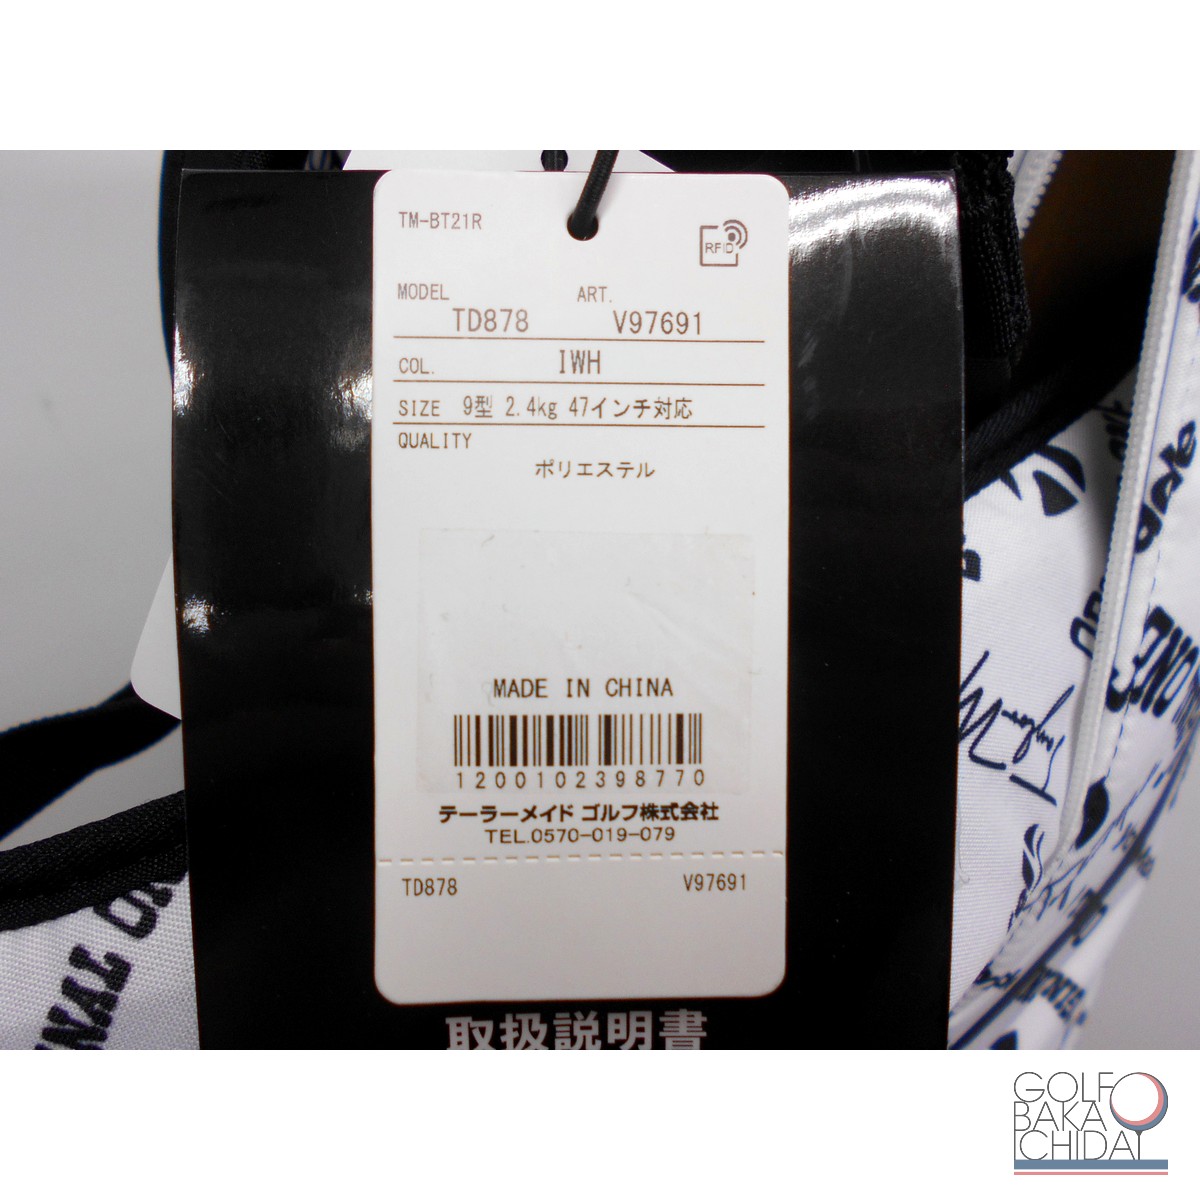 TM-BT21R
RFID
MODEL ART.
TD878 V97691
COL. IWH
SIZE 9型 2.4kg 47インチ対応
QUALITY
ポリエステル
MADE IN CHINA
1200102398770
テーラーメイド ゴルフ株式会社
TEL.0570-019-079
TD878 V97691
取扱説明書
GOLF
BAKA
CHIDAI